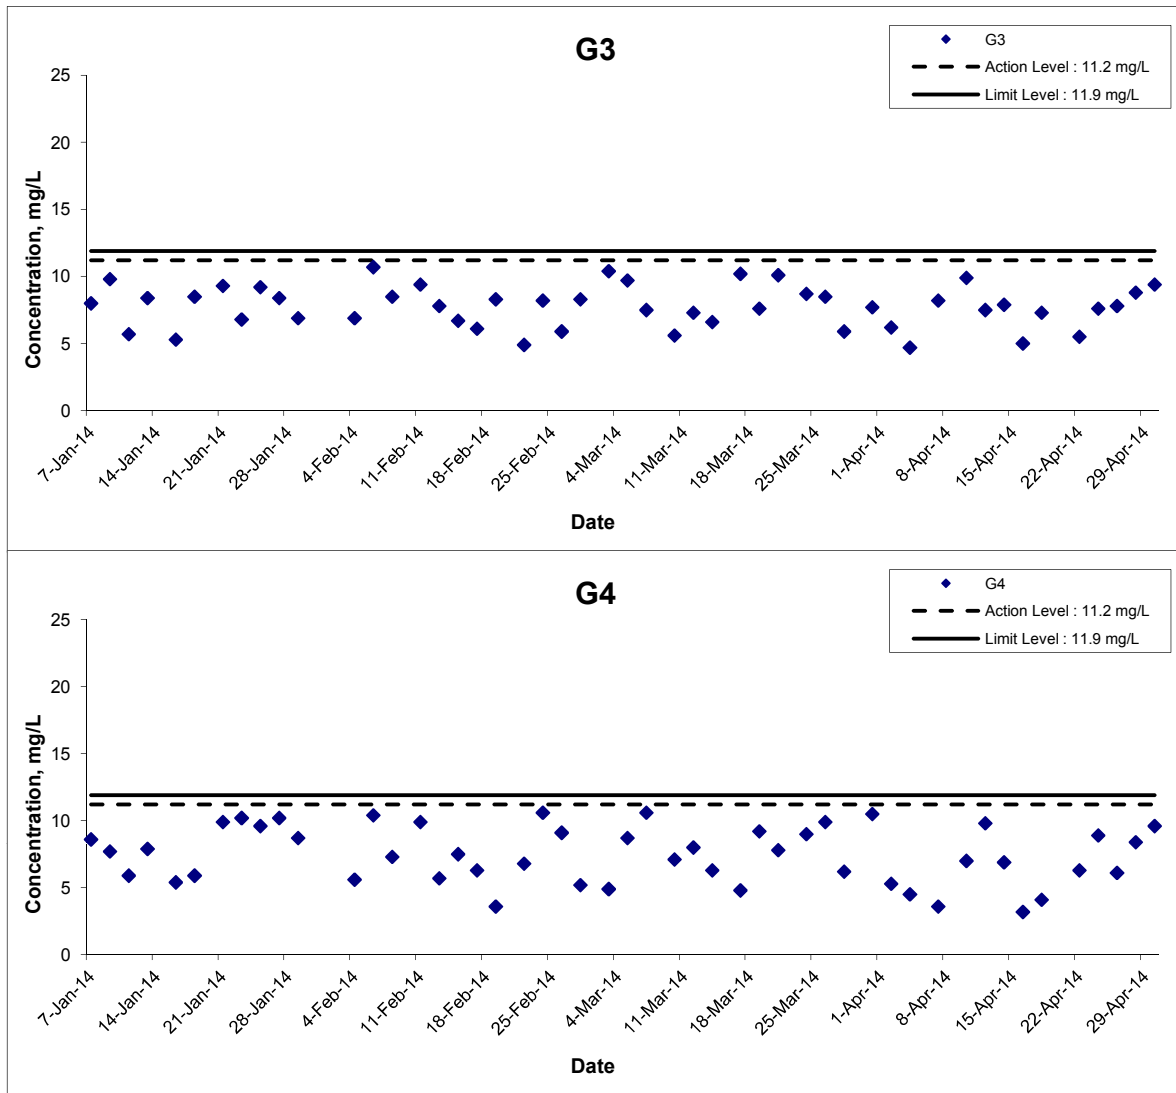 G3
G3
Action Level : 11.2 mg/L
Limit Level : 11.9 mg/L
25
20
15
10
5
0
Concentration, mg/L
7-Jan-14
14-Jan-14
21-Jan-14
28-Jan-14
4-Feb-14
11-Feb-14
18-Feb-14
25-Feb-14
4-Mar-14
11-Mar-14
18-Mar-14
25-Mar-14
1-Apr-14
8-Apr-14
15-Apr-14
22-Apr-14
29-Apr-14
Date
G4
G4
Action Level : 11.2 mg/L
Limit Level : 11.9 mg/L
25
20
15
10
5
0
Concentration, mg/L
7-Jan-14
14-Jan-14
21-Jan-14
28-Jan-14
4-Feb-14
11-Feb-14
18-Feb-14
25-Feb-14
4-Mar-14
11-Mar-14
18-Mar-14
25-Mar-14
1-Apr-14
8-Apr-14
15-Apr-14
22-Apr-14
29-Apr-14
Date